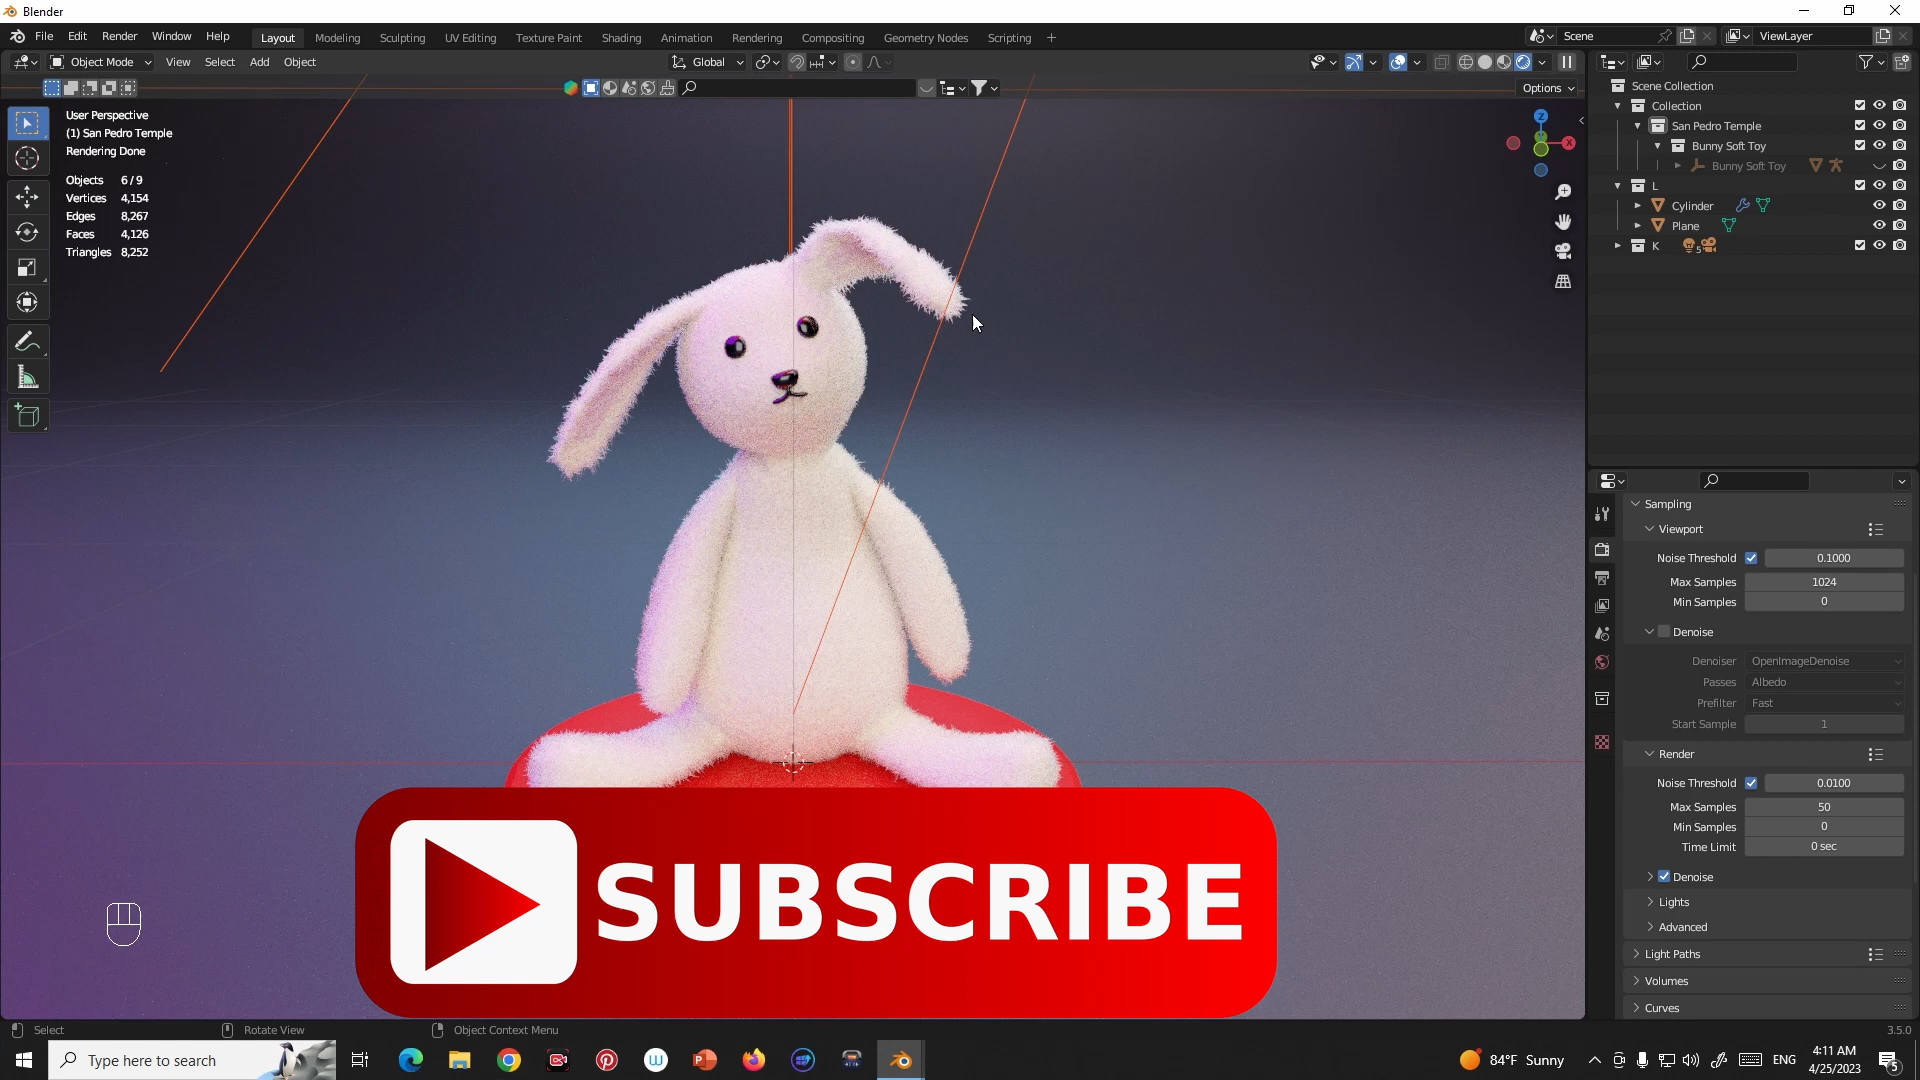 Blender
File Edit Render Window Help
Layout Modeling Sculpting UV Editing Texture Paint Shading Animation Rendering Compositing Geometry Nodes Scripting +
Scene ViewLayer
Object Mode View Select Add Object
Global
Options
User Perspective
(1) San Pedro Temple
Rendering Done
Objects 6/9
Vertices 4,154
Edges 8,267
Faces 4,126
Triangles 8,252
Z
Y
X
Scene Collection
Collection
San Pedro Temple
Bunny Soft Toy
Bunny Soft Toy
L
Cylinder
Plane
K 5
Sampling
Viewport
Noise Threshold 0.1000
Max Samples 1024
Min Samples 0
Denoise
Denoiser OpenImageDenoise
Passes Albedo
Prefilter Fast
Start Sample 1
Render
Noise Threshold 0.0100
Max Samples 50
Min Samples 0
Time Limit 0 sec
Denoise
Lights
Advanced
Light Paths
Volumes
Curves
SUBSCRIBE
Select Rotate View Object Context Menu 3.5.0
Type here to search
84°F Sunny
ENG
4:11 AM
4/25/2023
5